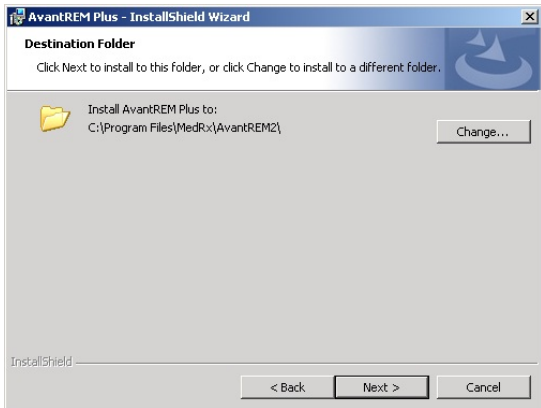 AvantREM Plus - InstallShield Wizard
Destination Folder
Click Next to install to this folder, or click Change to install to a different folder.
Install AvantREM Plus to:
C:\Program Files\MedRx\AvantREM2\
Change...
InstallShield
< Back
Next >
Cancel